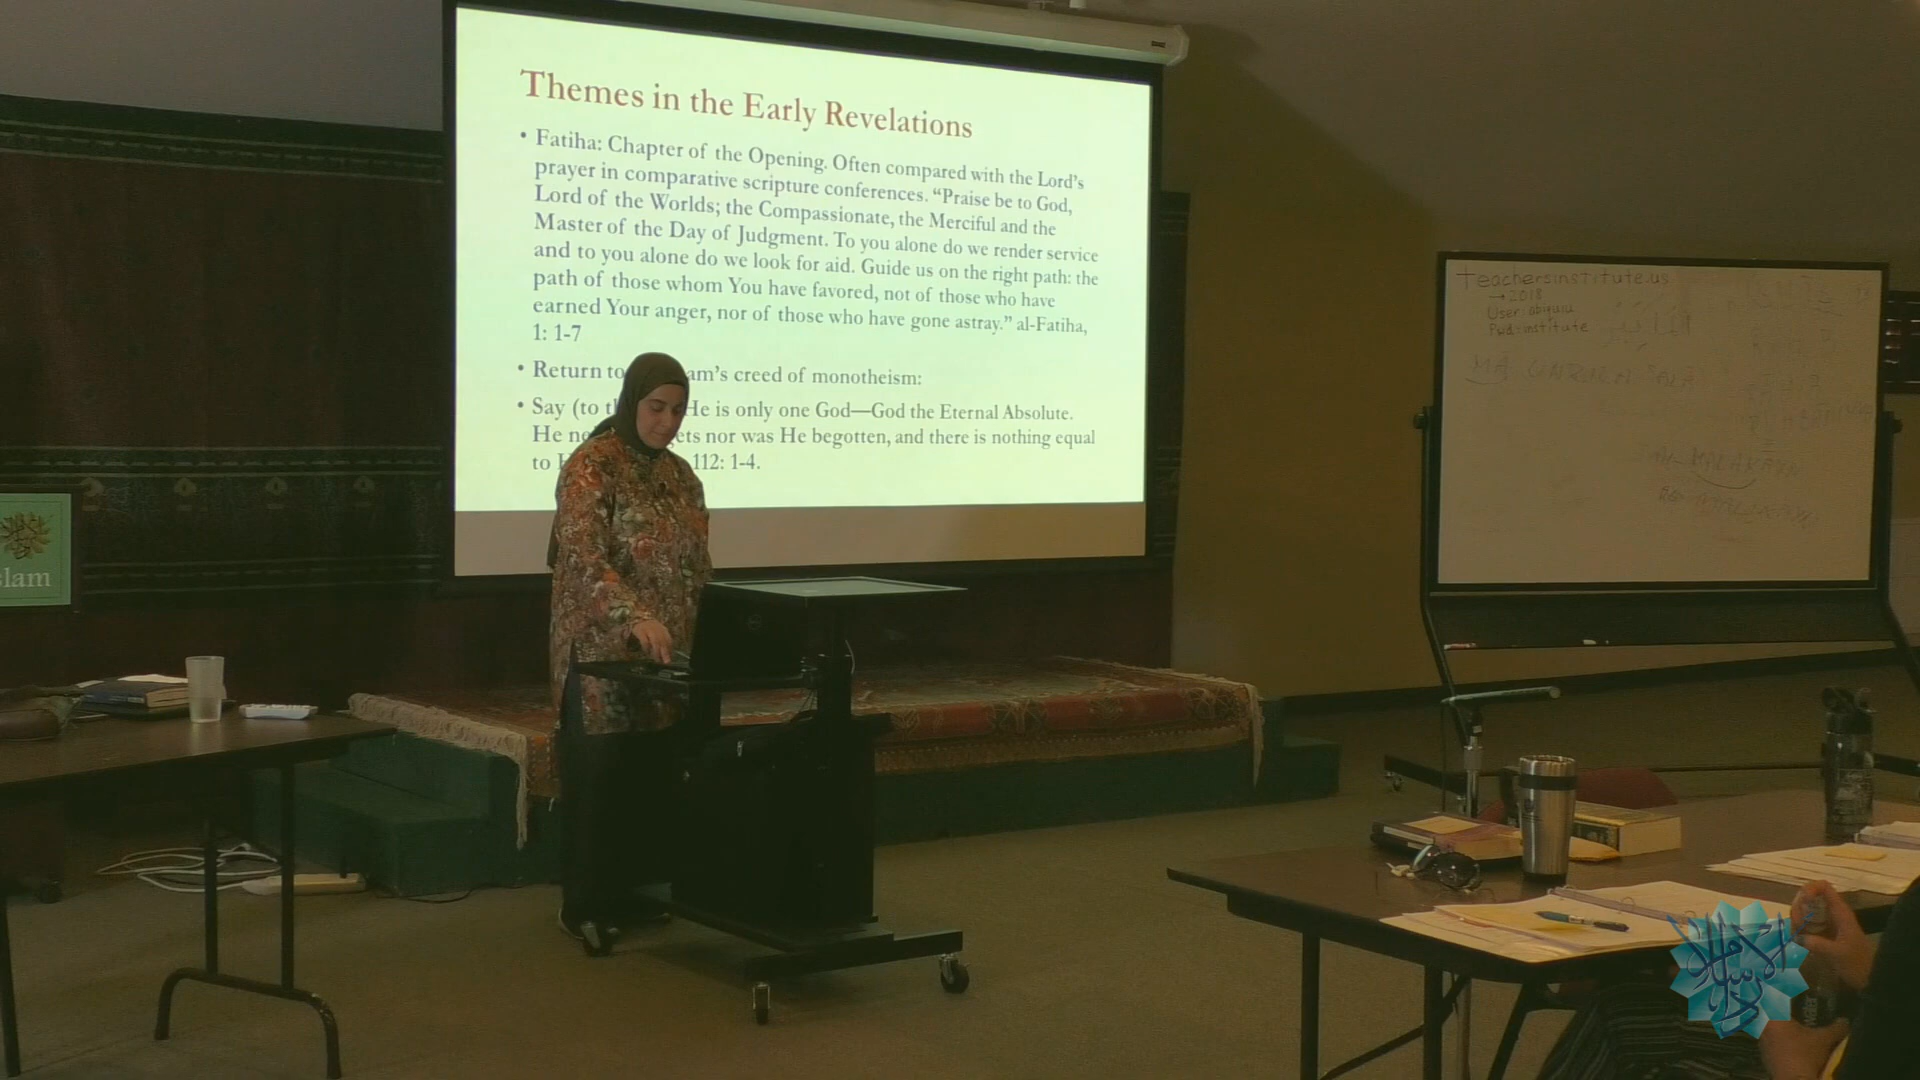 Themes in the Early Revelations
• Fatiha: Chapter of the Opening. Often compared with the Lord's
prayer in comparative scripture conferences. “Praise be to God,
Lord of the Worlds; the Compassionate, the Merciful and the
Master of the Day of Judgment. To you alone do we render service
and to you alone do we look for aid. Guide us on the right path: the
path of those whom You have favored, not of those who have
earned Your anger, nor of those who have gone astray.” al-Fatiha,
1: 1-7
• Return to am's creed of monotheism:
• Say (to He is only one God—God the Eternal Absolute.
He ets nor was He begotten, and there is nothing equal
to 112: 1-4.
teachersinstitute.us
→2018
User:
Pwd: institute
slam
الإسلام